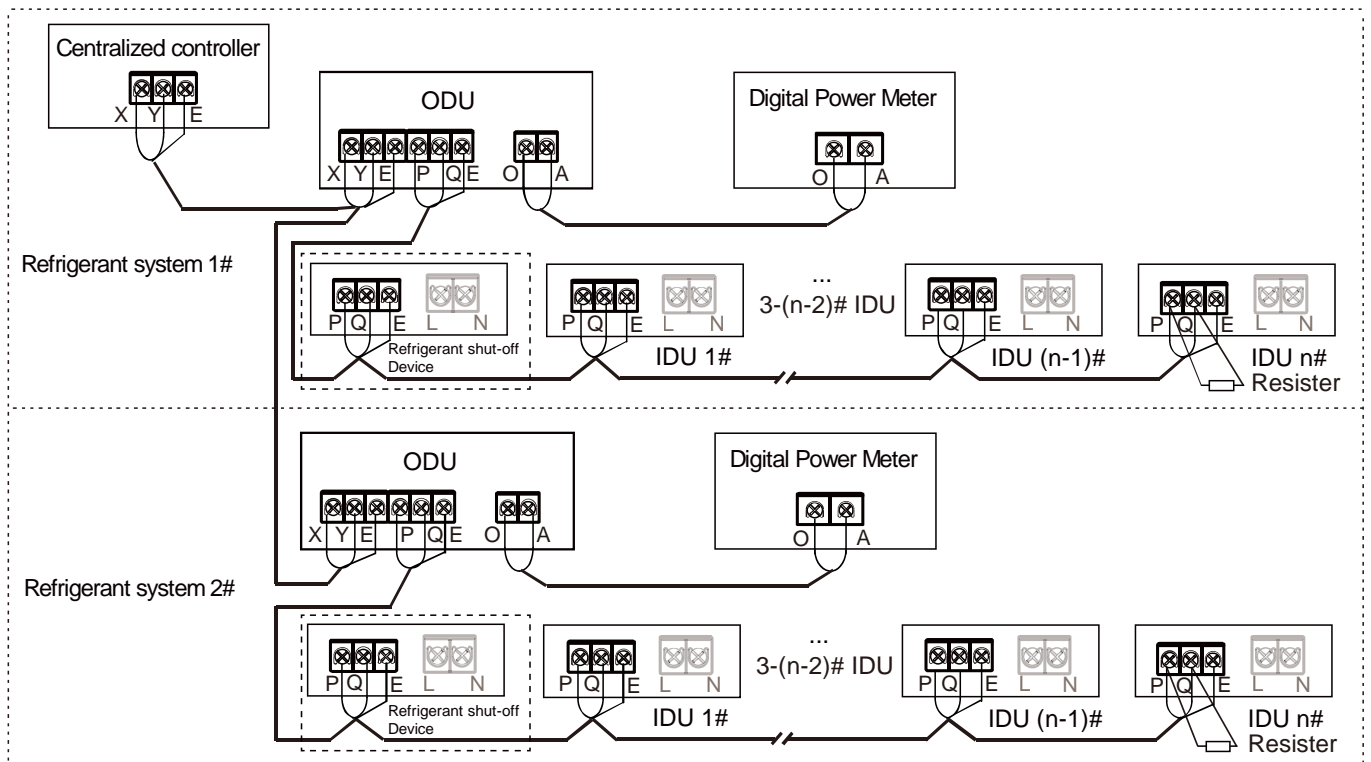 Centralized controller
X Y E
ODU
X Y E P Q E O A
Digital Power Meter
O A
Refrigerant system 1#
P Q E L N
Refrigerant shut-off
Device
P Q E L N
IDU 1#
...
3-(n-2)# IDU
P Q E L N
IDU (n-1)#
P Q E L N
IDU n#
Resister
ODU
X Y E P Q E O A
Digital Power Meter
O A
Refrigerant system 2#
P Q E L N
Refrigerant shut-off
Device
P Q E L N
IDU 1#
...
3-(n-2)# IDU
P Q E L N
IDU (n-1)#
P Q E L N
IDU n#
Resister